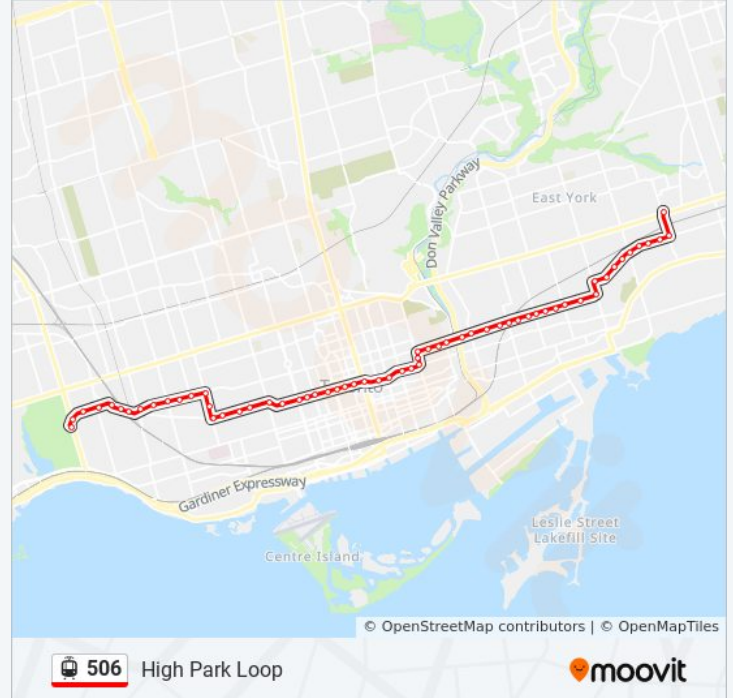 Don Valley Parkway
East York
Toronto
Gardiner Expressway
Leslie Street
Lakefill Site
Centre Island
© OpenStreetMap contributors | © OpenMapTiles
506 High Park Loop
moovit